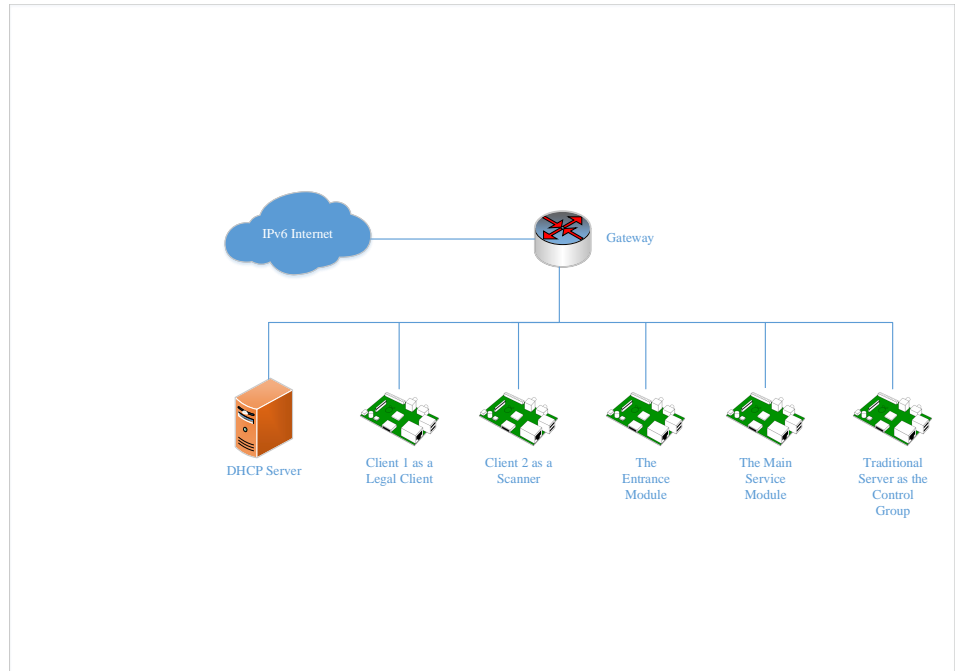 IPv6 Internet
Gateway
DHCP Server
Client 1 as a
Legal Client
Client 2 as a
Scanner
The
Entrance
Module
The Main
Service
Module
Traditional
Server as the
Control
Group